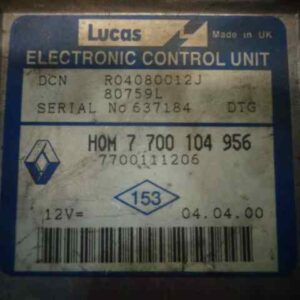 Lucas Made in UK
ELECTRONIC CONTROL UNIT
DCN R04080012J
80759L
SERIAL No 637184 DTG
HOM 7 700 104 956
7700111206
153
12V= 04.04.00